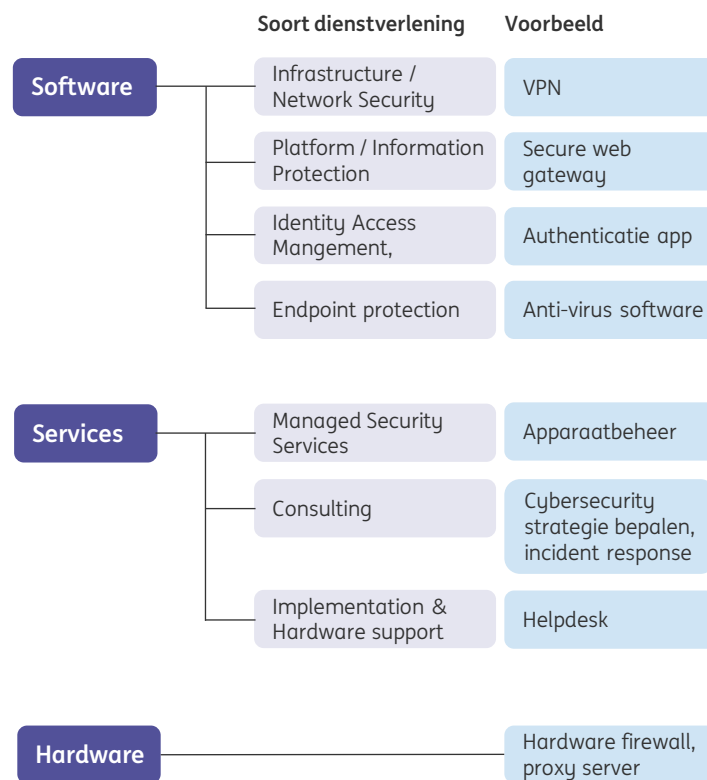 Soort dienstverlening Voorbeeld
Software
Infrastructure /
Network Security
VPN
Platform / Information
Protection
Secure web
gateway
Identity Access
Mangement,
Authenticatie app
Endpoint protection
Anti-virus software
Services
Managed Security
Services
Apparaatbeheer
Consulting
Cybersecurity
strategie bepalen,
incident response
Implementation &
Hardware support
Helpdesk
Hardware
Hardware firewall,
proxy server